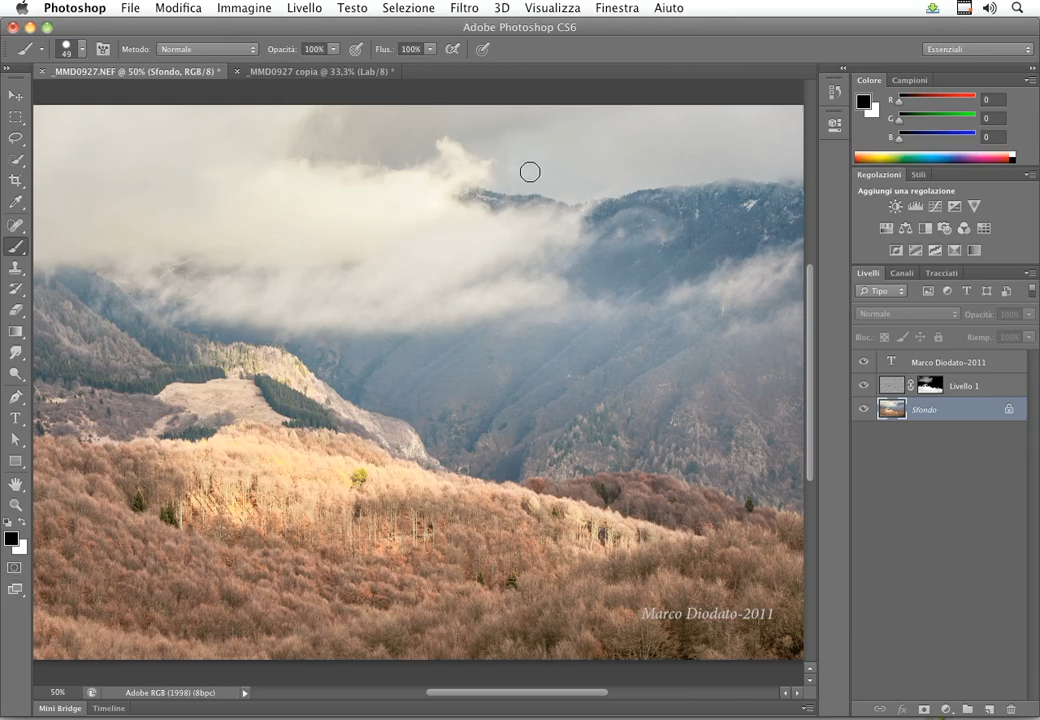 Photoshop File Modifica Immagine Livello Testo Selezione Filtro 3D Visualizza Finestra Aiuto
Adobe Photoshop CS6
49 Metodo: Normale Opacità: 100% Flus.: 100% Essenziali
_MMD0927.NEF @ 50% (Sfondo, RGB/8) * _MMD0927 copia @ 33,3% (Lab/8) *
Colore Campioni
R 0
G 0
B 0
Regolazioni Stili
Aggiungi una regolazione
Livelli Canali Tracciati
Tipo
Normale Opacità: 100%
Bloc.: Riemp.: 100%
T Marco Diodato-2011
Livello 1
Sfondo
Marco Diodato-2011
50% Adobe RGB (1998) (8bpc)
Mini Bridge Timeline